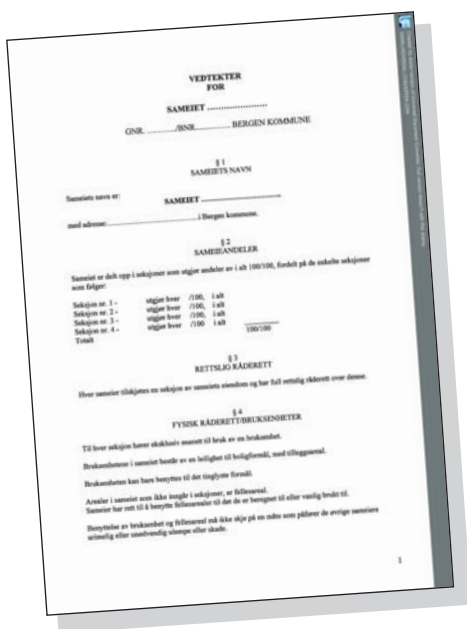 VEDTEKTER
FOR
SAMEIET ......................
GNR. ............/BNR............... BERGEN KOMMUNE
§ 1
SAMEIETS NAVN
Sameiets navn er: SAMEIET .............................
med adresse:.....................................i Bergen kommune.
§ 2
SAMEIEANDELER
Sameiet er delt opp i seksjoner som utgjør andeler av i alt 100/100, fordelt på de enkelte seksjoner
som følger:
Seksjon nr. 1 - utgjør hver /100, i alt
Seksjon nr. 2 - utgjør hver /100, i alt
Seksjon nr. 3 - utgjør hver /100, i alt
Seksjon nr. 4 - utgjør hver /100 i alt
Totalt 100/100
§ 3
RETTSLIG RÅDERETT
Hver sameier tilskjøtes en seksjon av sameiets eiendom og har full rettslig råderett over denne.
§ 4
FYSISK RÅDERETT/BRUKSENHETER
Til hver seksjon hører eksklusiv enerett til bruk av en bruksenhet.
Bruksenhetene i sameiet består av en leilighet til boligformål, med tilleggsareal.
Bruksenheten kan bare benyttes til det tinglyste formål.
Arealer i sameiet som ikke inngår i seksjoner, er fellesareal.
Sameier har rett til å benytte fellesarealer til det de er beregnet til eller vanlig brukt til.
Benyttelse av bruksenhet og fellesareal må ikke skje på en måte som påfører de øvrige sameiere
urimelig eller unødvendig ulempe eller skade.
1